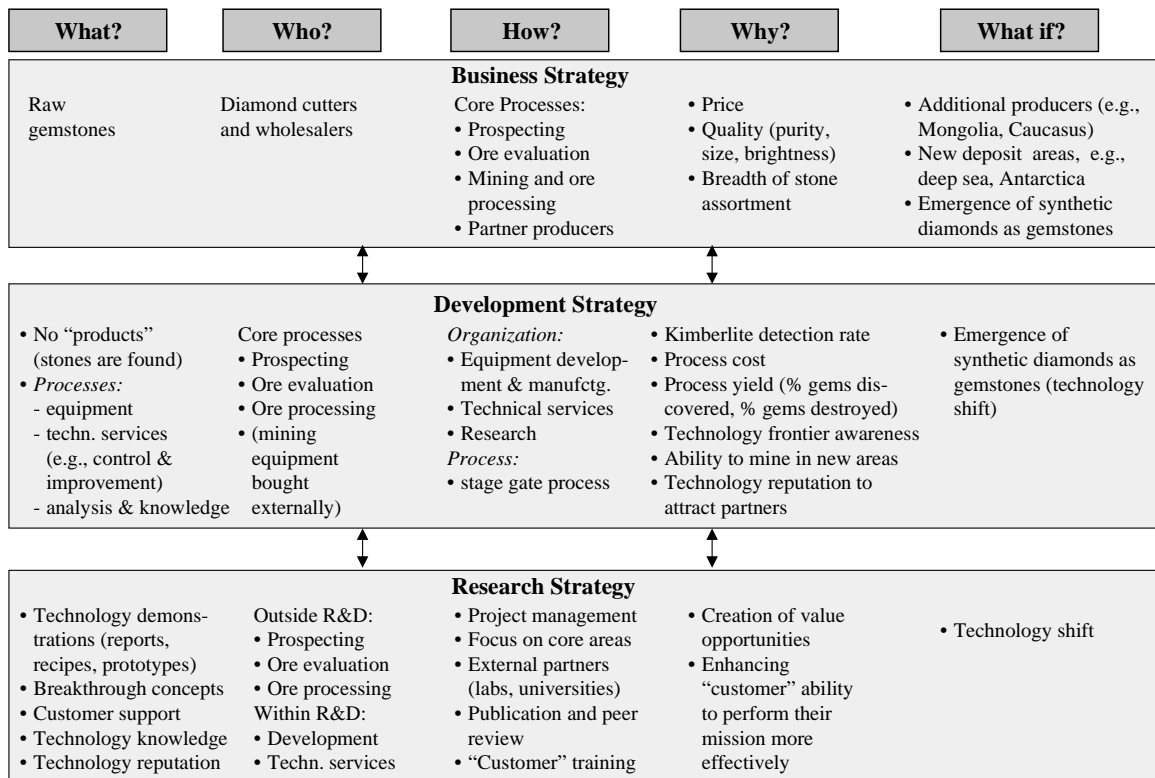 What?
Who?
How?
Why?
What if?
Business Strategy
Raw
gemstones
Diamond cutters
and wholesalers
Core Processes:
• Prospecting
• Ore evaluation
• Mining and ore
processing
• Partner producers
• Price
• Quality (purity,
size, brightness)
• Breadth of stone
assortment
• Additional producers (e.g.,
Mongolia, Caucasus)
• New deposit areas, e.g.,
deep sea, Antarctica
• Emergence of synthetic
diamonds as gemstones
Development Strategy
• No “products”
(stones are found)
• Processes:
- equipment
- techn. services
(e.g., control &
improvement)
- analysis & knowledge
Core processes
• Prospecting
• Ore evaluation
• Ore processing
• (mining
equipment
bought
externally)
Organization:
• Equipment develop-
ment & manufctg.
• Technical services
• Research
Process:
• stage gate process
• Kimberlite detection rate
• Process cost
• Process yield (% gems dis-
covered, % gems destroyed)
• Technology frontier awareness
• Ability to mine in new areas
• Technology reputation to
attract partners
• Emergence of
synthetic diamonds as
gemstones (technology
shift)
Research Strategy
• Technology demons-
trations (reports,
recipes, prototypes)
• Breakthrough concepts
• Customer support
• Technology knowledge
• Technology reputation
Outside R&D:
• Prospecting
• Ore evaluation
• Ore processing
Within R&D:
• Development
• Techn. services
• Project management
• Focus on core areas
• External partners
(labs, universities)
• Publication and peer
review
• “Customer” training
• Creation of value
opportunities
• Enhancing
“customer” ability
to perform their
mission more
effectively
• Technology shift